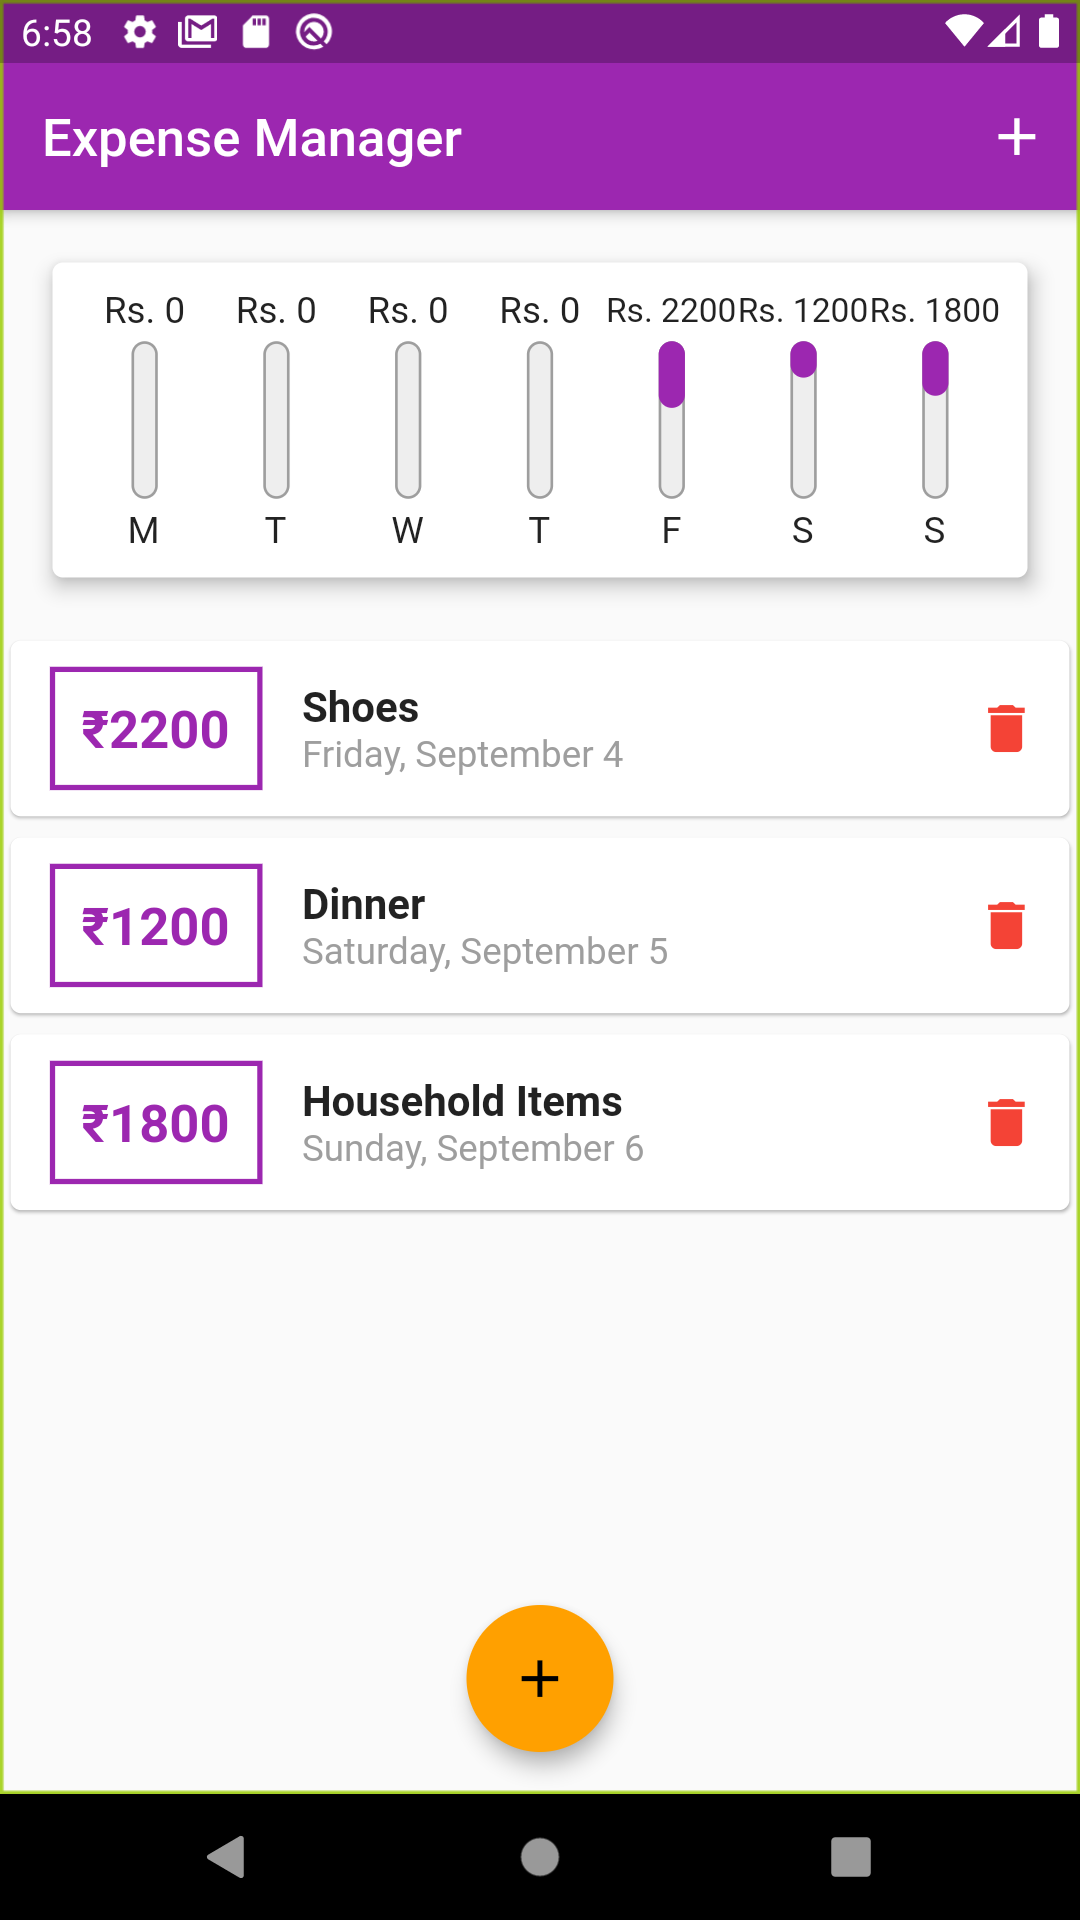 6:58
Expense Manager
Rs. 0 Rs. 0 Rs. 0 Rs. 0 Rs. 2200 Rs. 1200 Rs. 1800
M T W T F S S
₹2200
Shoes
Friday, September 4
₹1200
Dinner
Saturday, September 5
₹1800
Household Items
Sunday, September 6